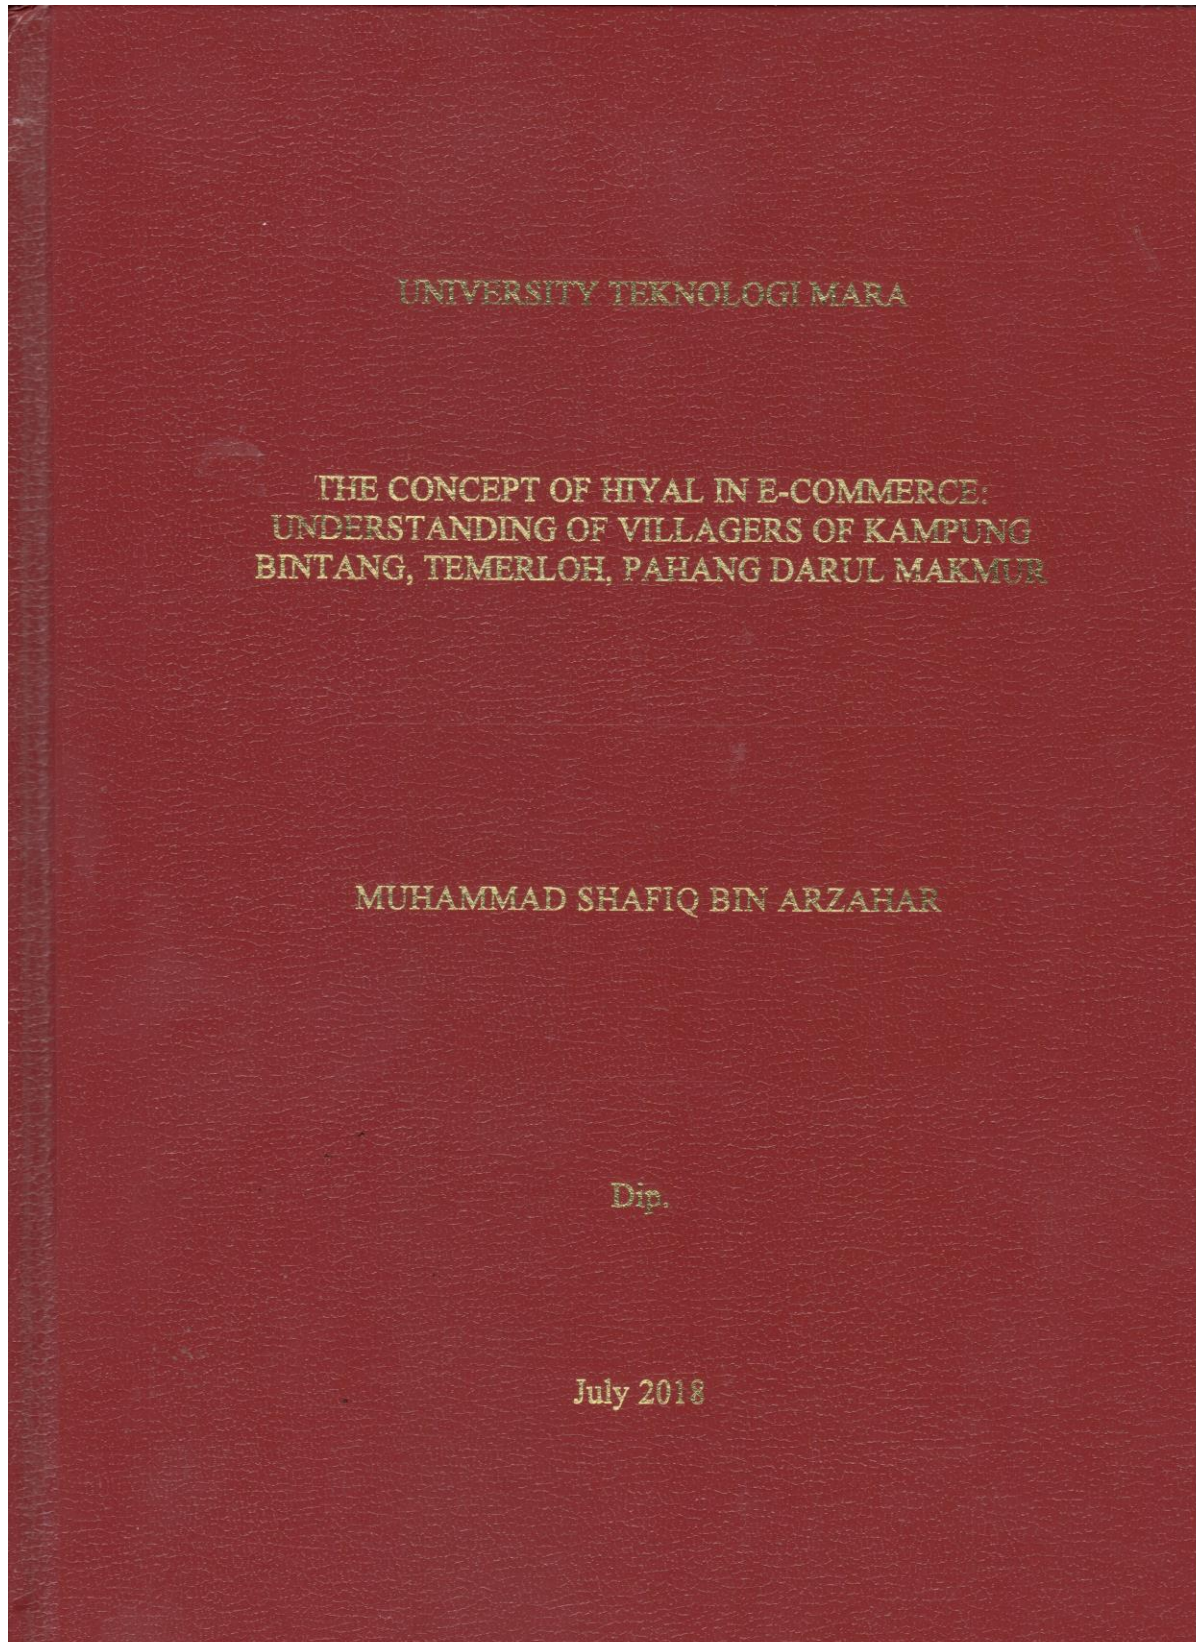 UNIVERSITY TEKNOLOGI MARA
THE CONCEPT OF HIYAL IN E-COMMERCE:
UNDERSTANDING OF VILLAGERS OF KAMPUNG
BINTANG, TEMERLOH, PAHANG DARUL MAKMUR
MUHAMMAD SHAFIQ BIN ARZAHAR
Dip.
July 2018